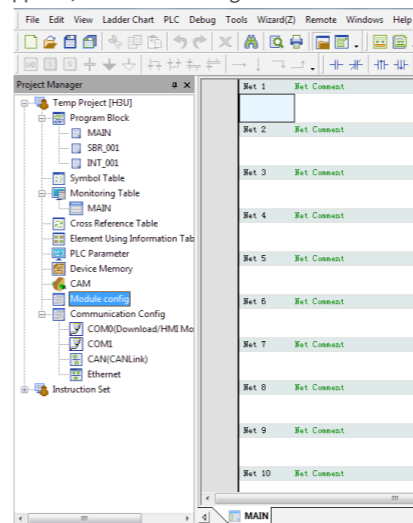 File Edit View Ladder Chart PLC Debug Tools Wizard(Z) Remote Windows Help
Project Manager
Temp Project [H3U]
Program Block
MAIN
SBR_001
INT_001
Symbol Table
Monitoring Table
MAIN
Cross Reference Table
Element Using Information Tab
PLC Parameter
Device Memory
CAM
Module config
Communication Config
COM0(Download/HMI Mo
COM1
CAN(CANLink)
Ethernet
Instruction Set
Net 1 Net Comment
Net 2 Net Comment
Net 3 Net Comment
Net 4 Net Comment
Net 5 Net Comment
Net 6 Net Comment
Net 7 Net Comment
Net 8 Net Comment
Net 9 Net Comment
Net 10 Net Comment
MAIN